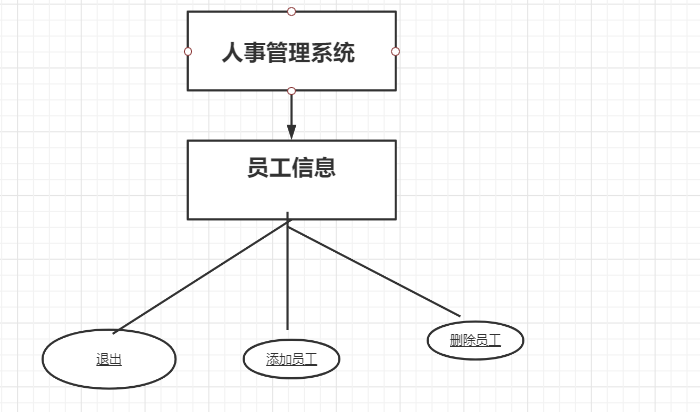 人事管理系统
员工信息
退出
添加员工
删除员工